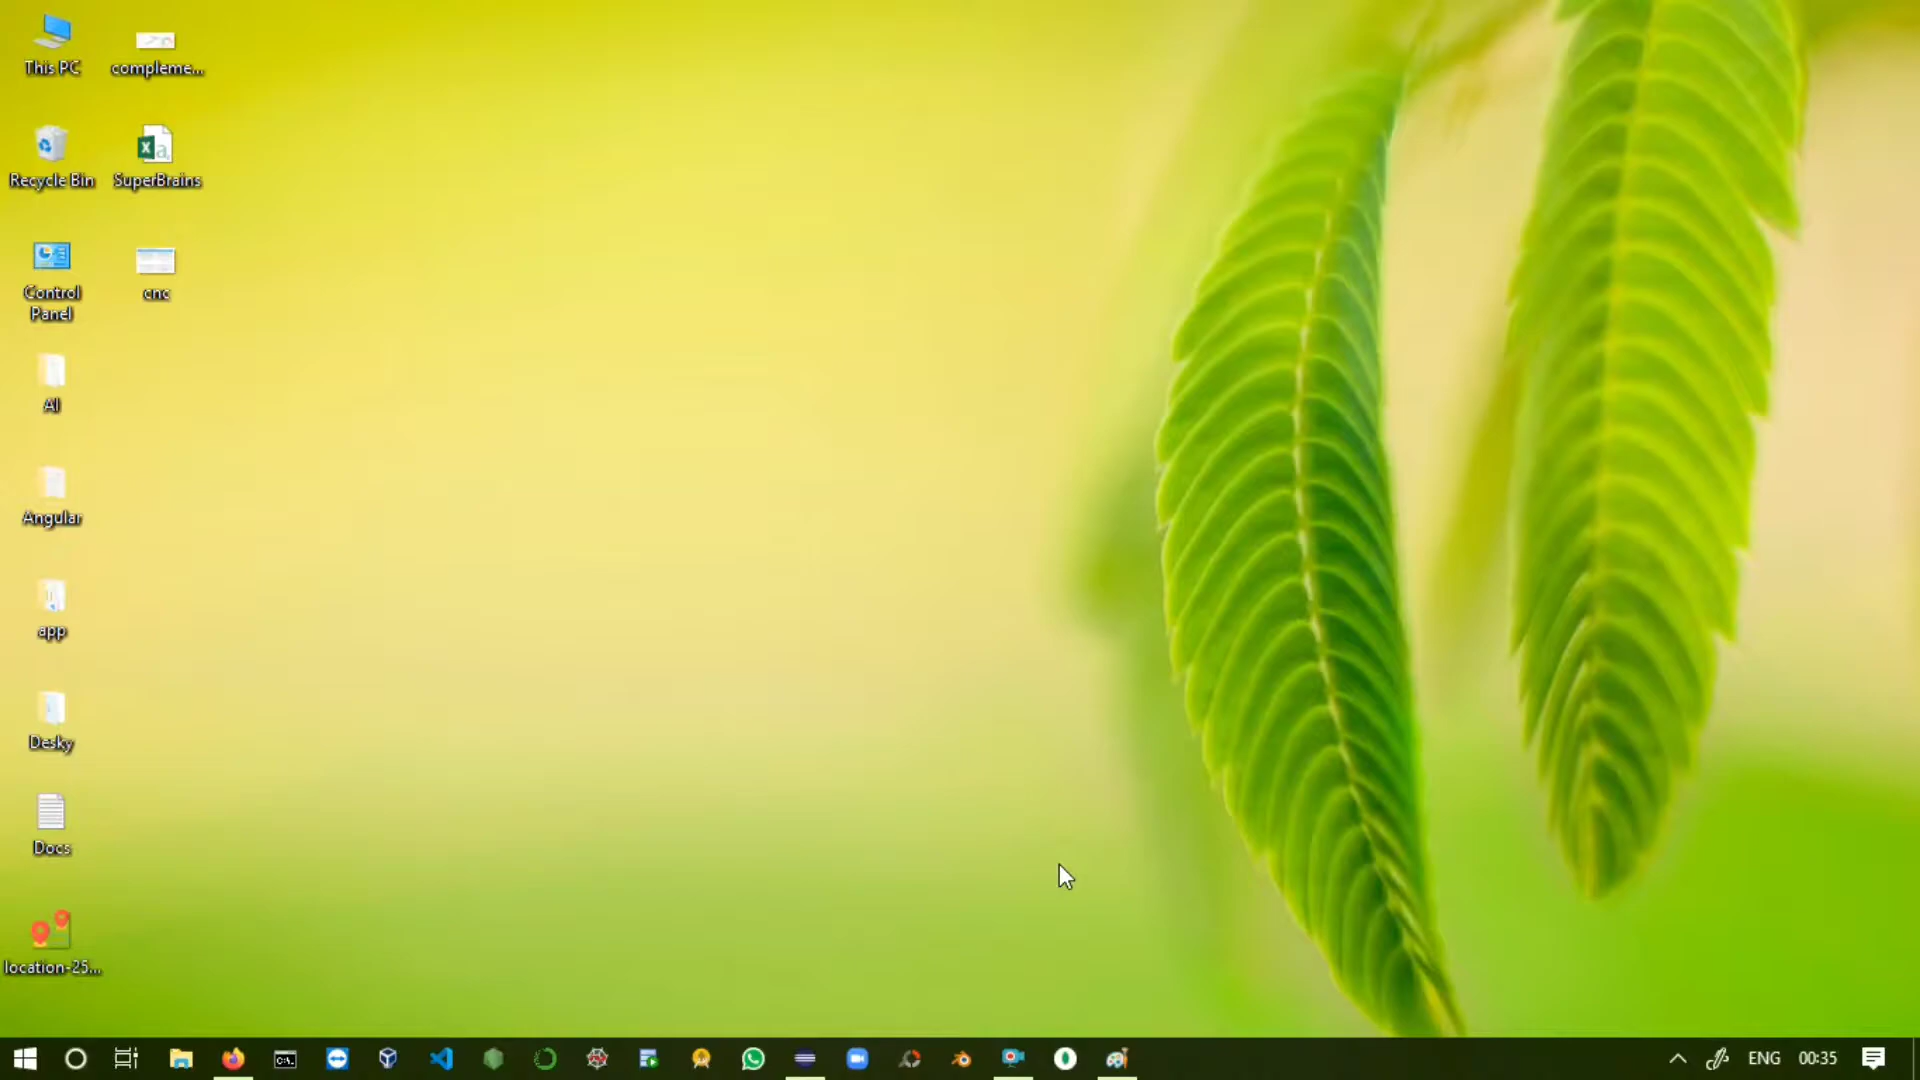 This PC
compleme...
Recycle Bin
SuperBrains
Control
Panel
cnc
AI
Angular
app
Desky
Docs
location-25...
ENG
00:35